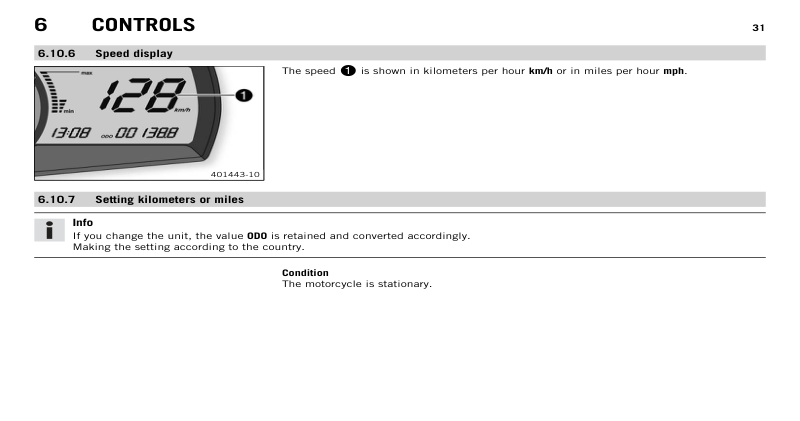 6 CONTROLS 31
6.10.6 Speed display
The speed 1 is shown in kilometers per hour km/h or in miles per hour mph.
max
128
1
min
km/h
13:08 ODO 00 1388
401443-10
6.10.7 Setting kilometers or miles
Info
If you change the unit, the value ODO is retained and converted accordingly.
Making the setting according to the country.
Condition
The motorcycle is stationary.